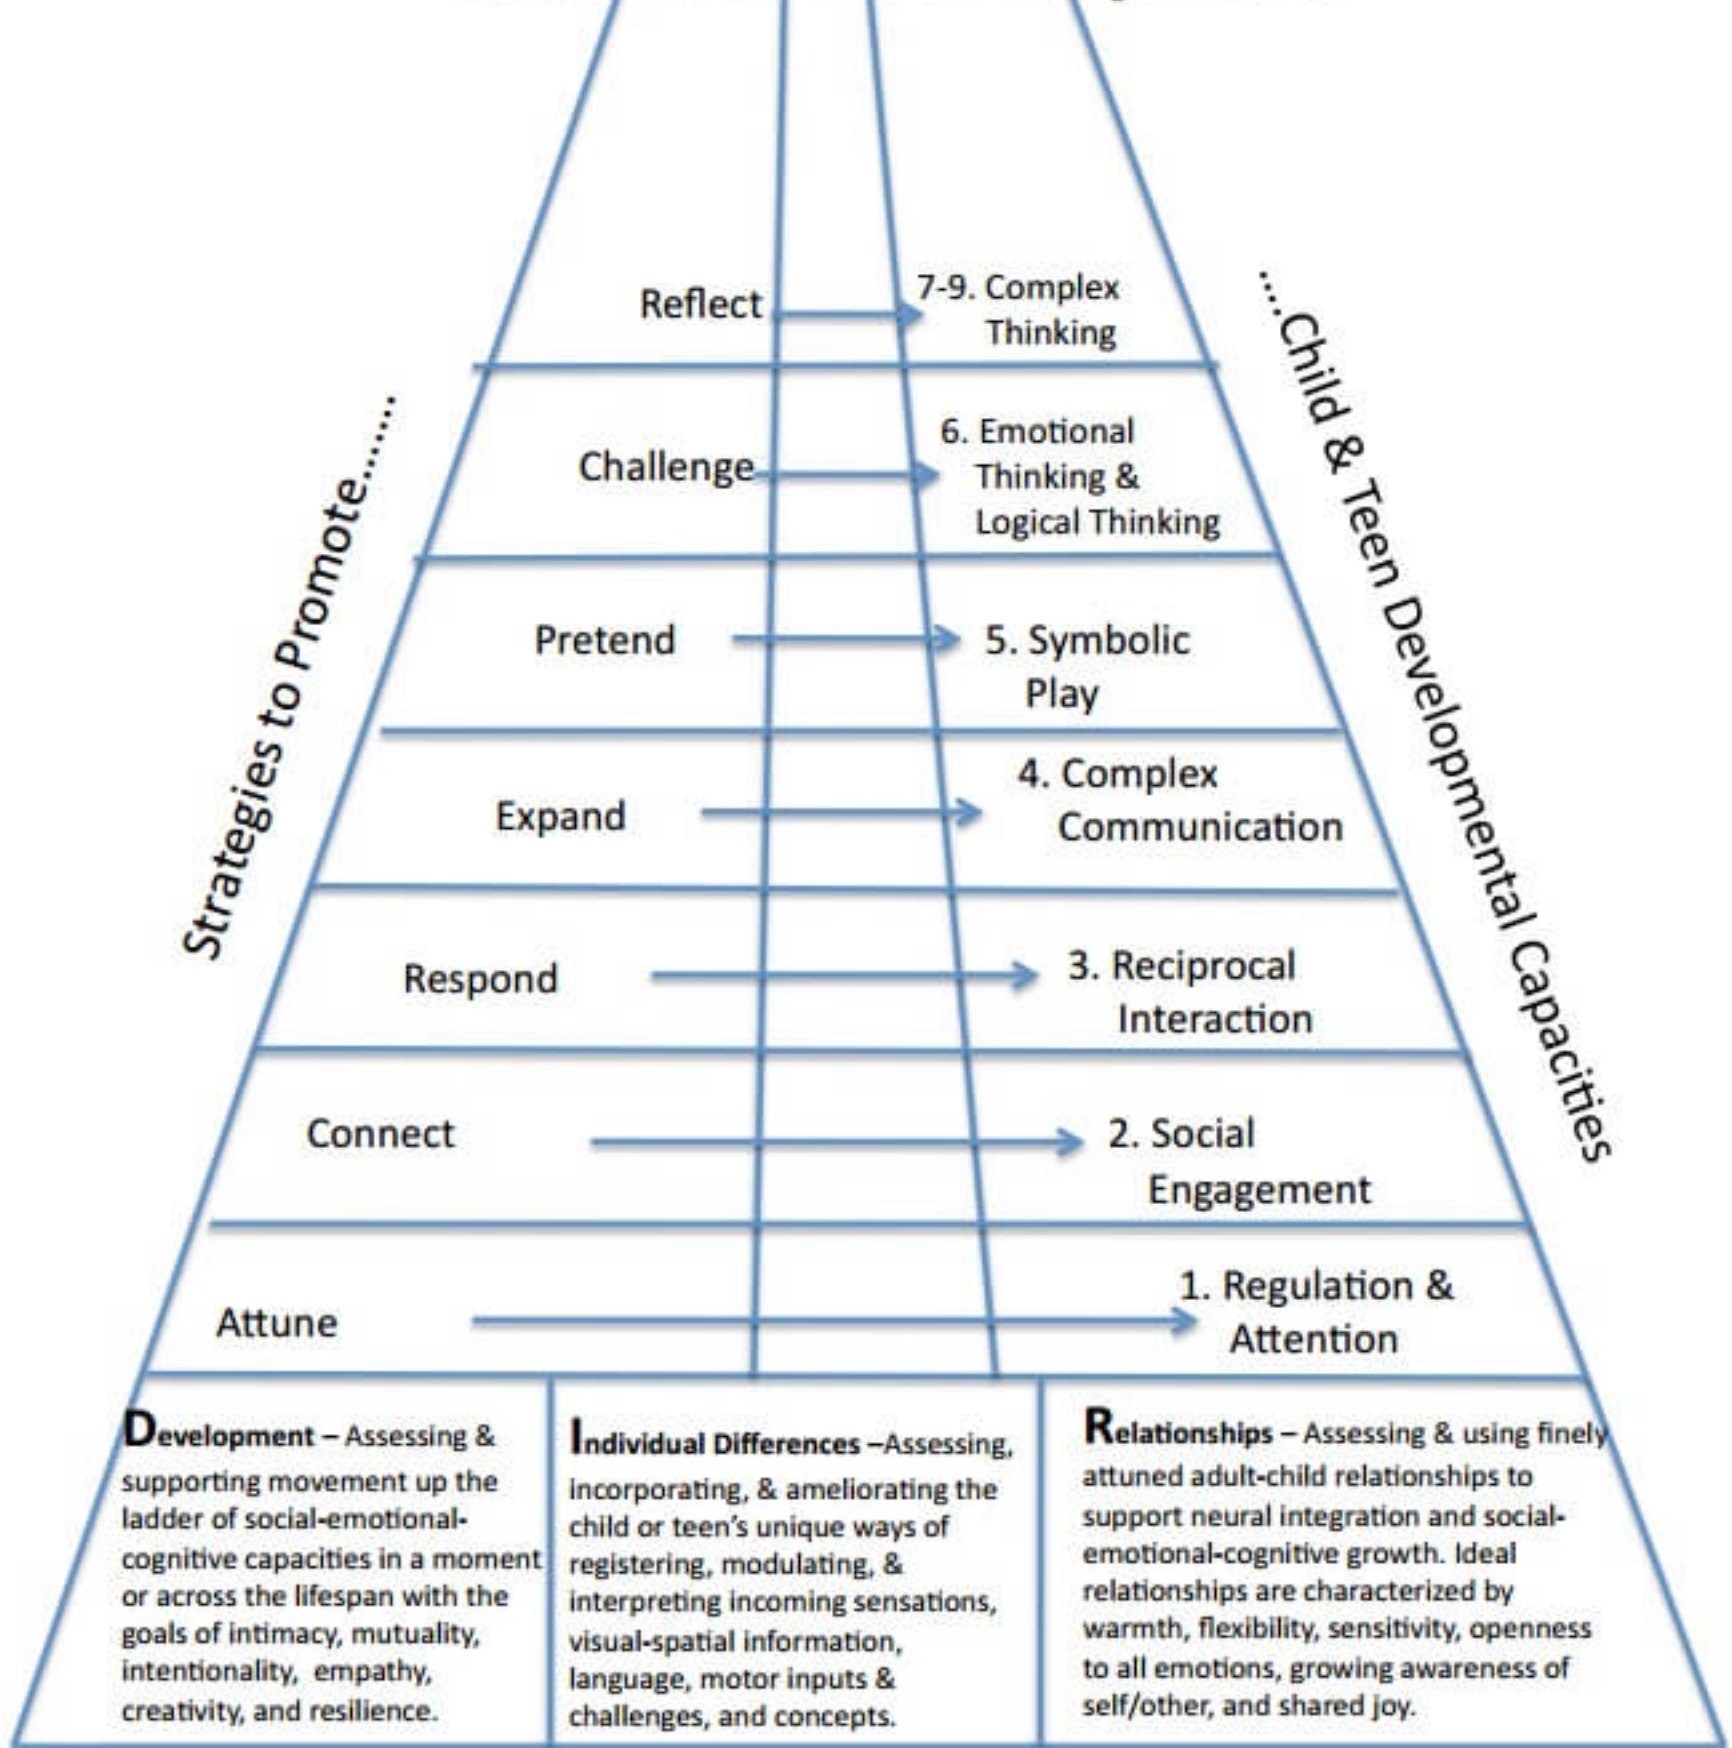 Reflect
7-9. Complex
Thinking
Challenge
6. Emotional
Thinking &
Logical Thinking
Pretend
5. Symbolic
Play
Expand
4. Complex
Communication
Respond
3. Reciprocal
Interaction
Connect
2. Social
Engagement
Attune
1. Regulation &
Attention
Strategies to Promote.......
....Child & Teen Developmental Capacities
Development – Assessing &
supporting movement up the
ladder of social-emotional-
cognitive capacities in a moment
or across the lifespan with the
goals of intimacy, mutuality,
intentionality, empathy,
creativity, and resilience.
Individual Differences –Assessing,
incorporating, & ameliorating the
child or teen's unique ways of
registering, modulating, &
interpreting incoming sensations,
visual-spatial information,
language, motor inputs &
challenges, and concepts.
Relationships – Assessing & using finely
attuned adult-child relationships to
support neural integration and social-
emotional-cognitive growth. Ideal
relationships are characterized by
warmth, flexibility, sensitivity, openness
to all emotions, growing awareness of
self/other, and shared joy.